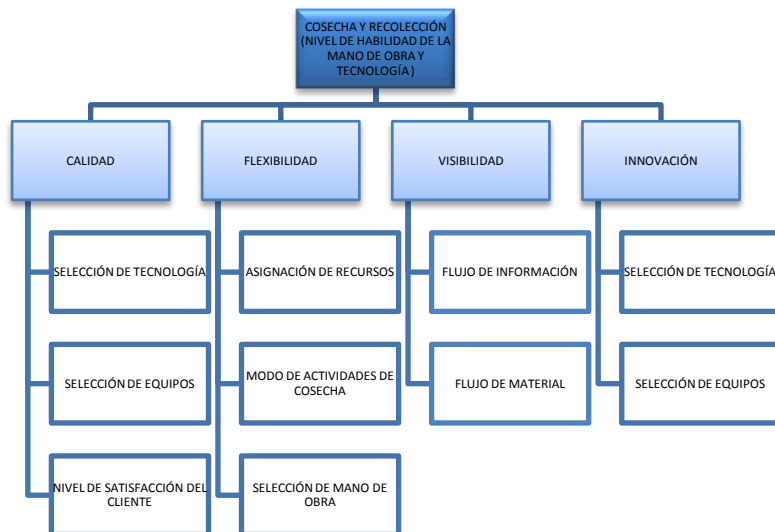 COSECHA Y RECOLECCIÓN
(NIVEL DE HABILIDAD DE LA
MANO DE OBRA Y
TECNOLOGÍA )
CALIDAD
FLEXIBILIDAD
VISIBILIDAD
INNOVACIÓN
SELECCIÓN DE TECNOLOGÍA
ASIGNACIÓN DE RECURSOS
FLUJO DE INFORMACIÓN
SELECCIÓN DE TECNOLOGÍA
SELECCIÓN DE EQUIPOS
MODO DE ACTIVIDADES DE
COSECHA
FLUJO DE MATERIAL
SELECCIÓN DE EQUIPOS
NIVEL DE SATISFACCIÓN DEL
CLIENTE
SELECCIÓN DE MANO DE
OBRA